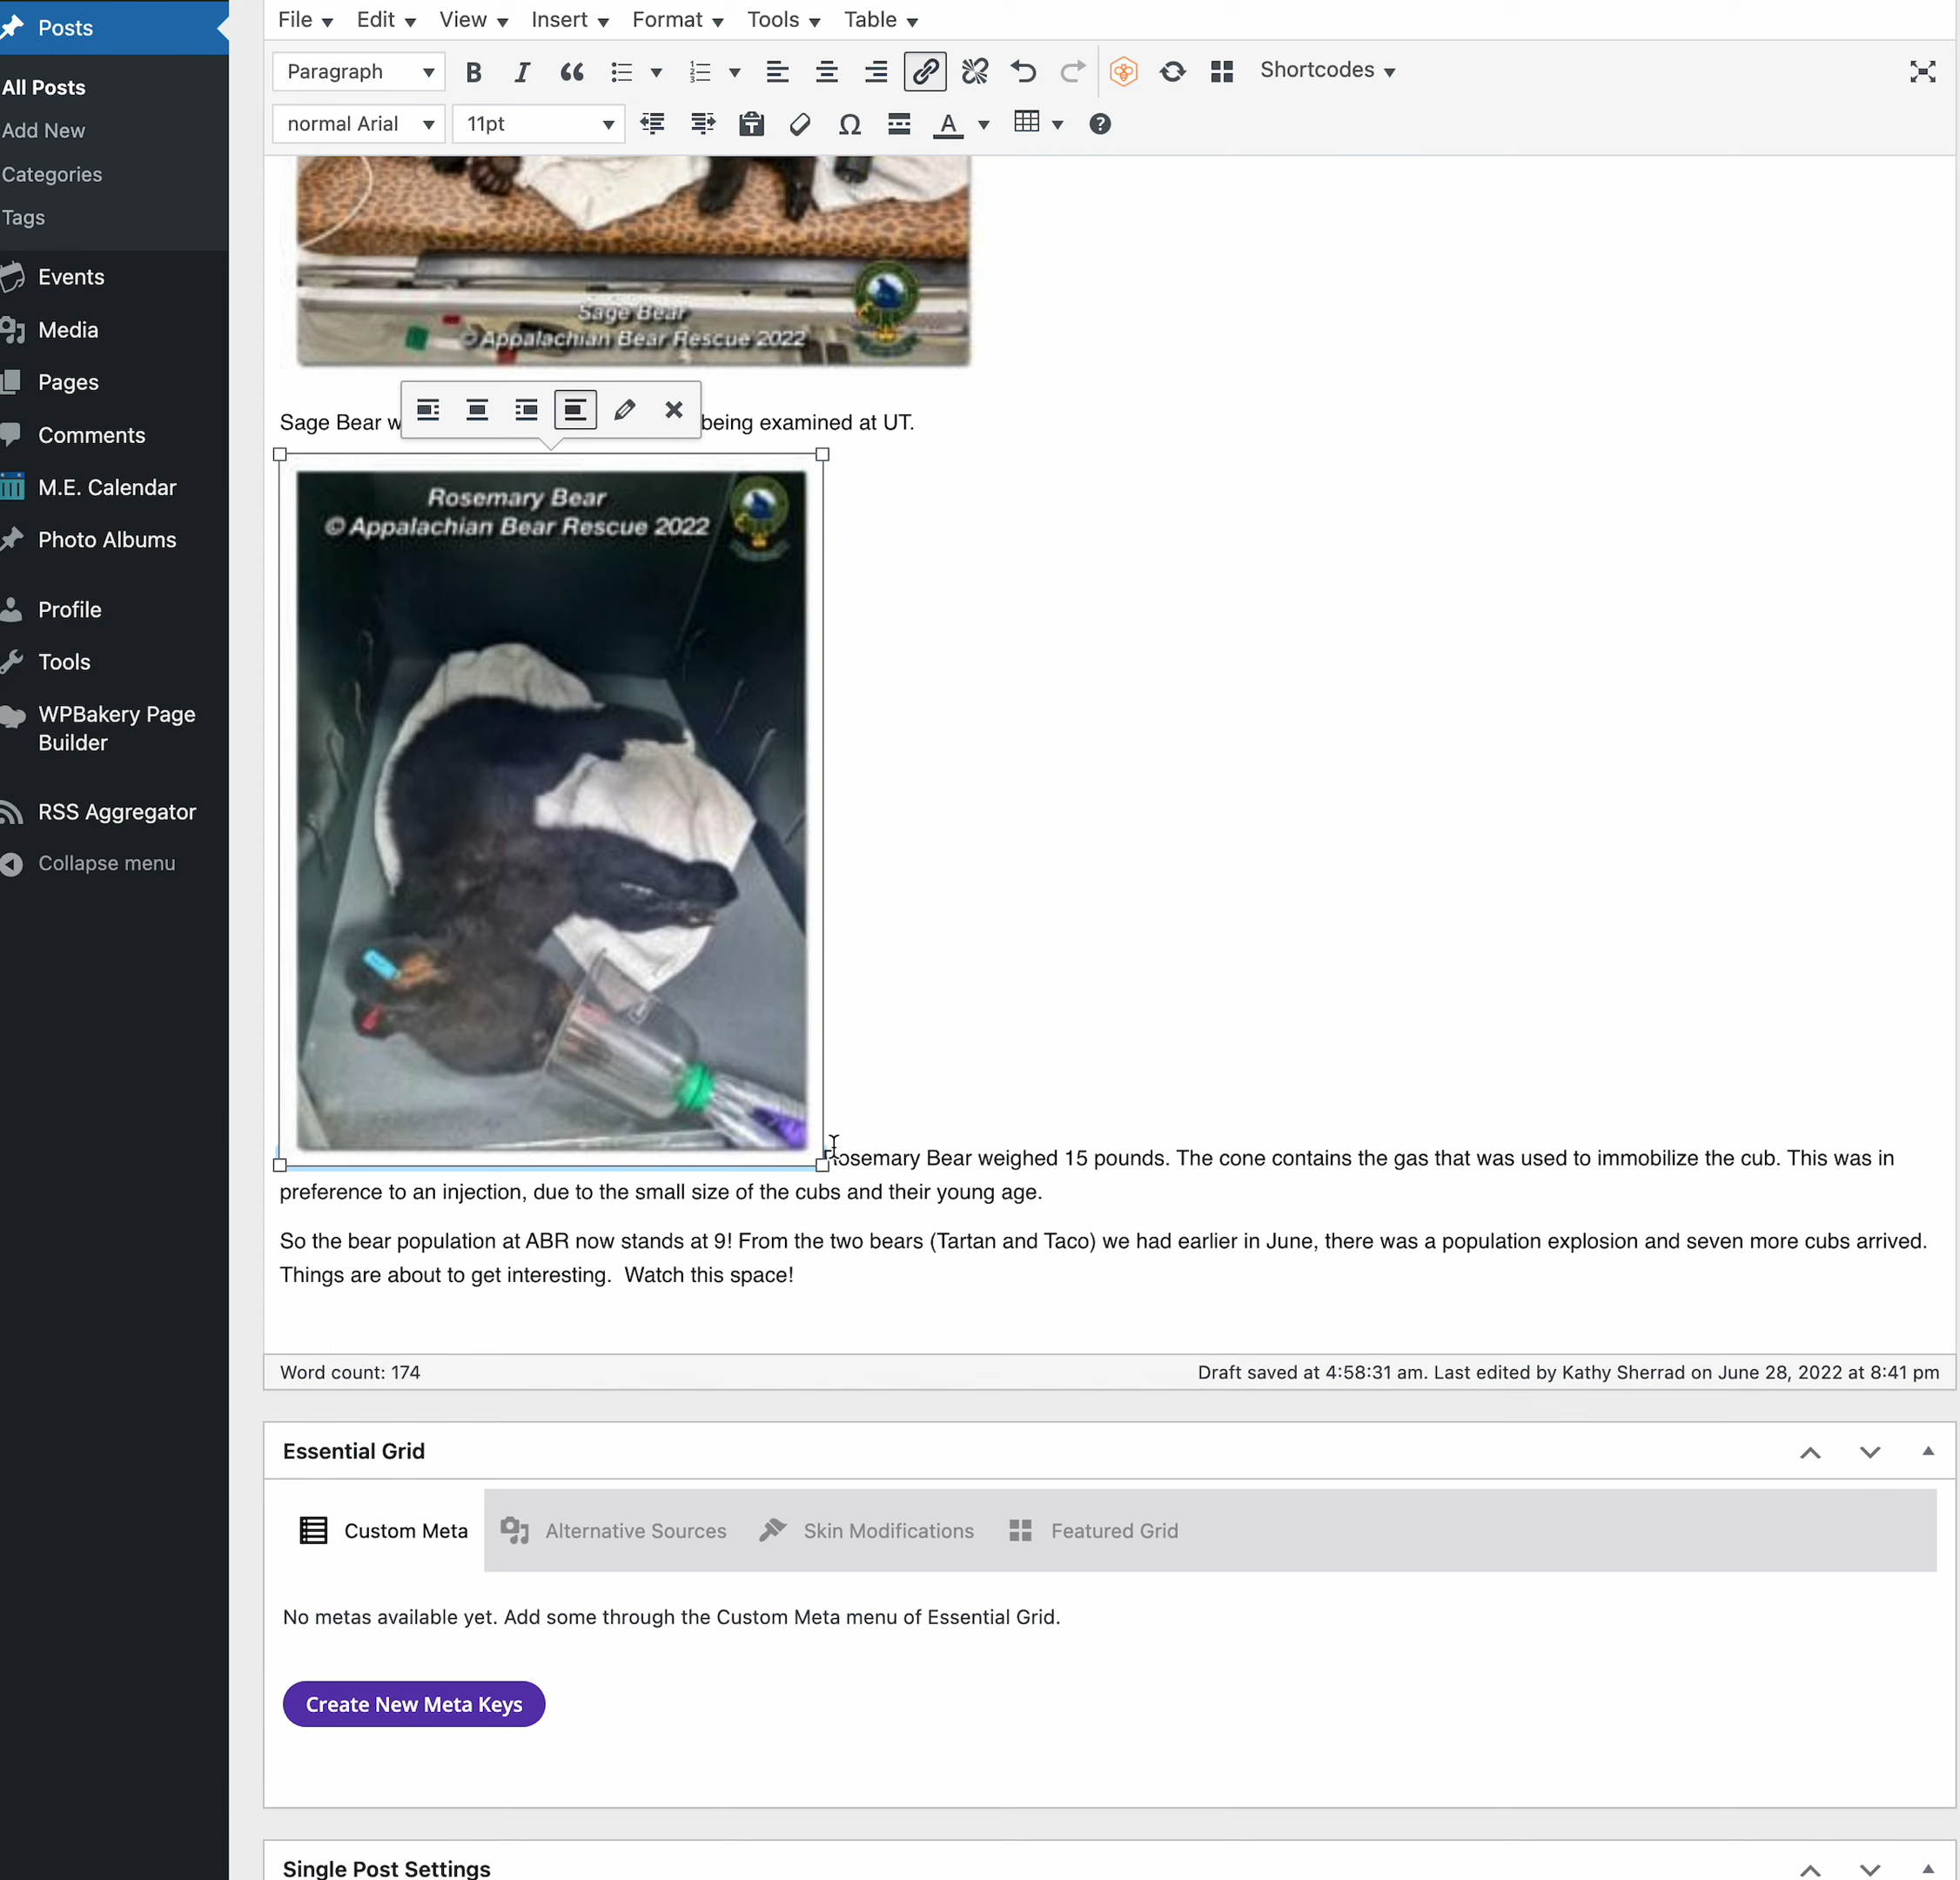 Posts
All Posts
Add New
Categories
Tags
Events
Media
Pages
Comments
M.E. Calendar
Photo Albums
Profile
Tools
WPBakery Page
Builder
RSS Aggregator
Collapse menu
File Edit View Insert Format Tools Table
Paragraph B I Shortcodes
normal Arial 11pt Ω A
Sage Bear
© Appalachian Bear Rescue 2022
Sage Bear w being examined at UT.
Rosemary Bear
© Appalachian Bear Rescue 2022
Rosemary Bear weighed 15 pounds. The cone contains the gas that was used to immobilize the cub. This was in
preference to an injection, due to the small size of the cubs and their young age.
So the bear population at ABR now stands at 9! From the two bears (Tartan and Taco) we had earlier in June, there was a population explosion and seven more cubs arrived.
Things are about to get interesting.  Watch this space!
Word count: 174
Draft saved at 4:58:31 am. Last edited by Kathy Sherrad on June 28, 2022 at 8:41 pm
Essential Grid
Custom Meta Alternative Sources Skin Modifications Featured Grid
No metas available yet. Add some through the Custom Meta menu of Essential Grid.
Create New Meta Keys
Single Post Settings